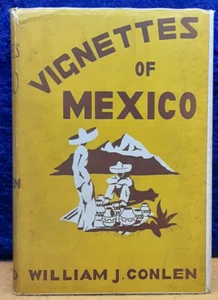 VIGNETTES
OF
MEXICO
WILLIAM J. CONLEN